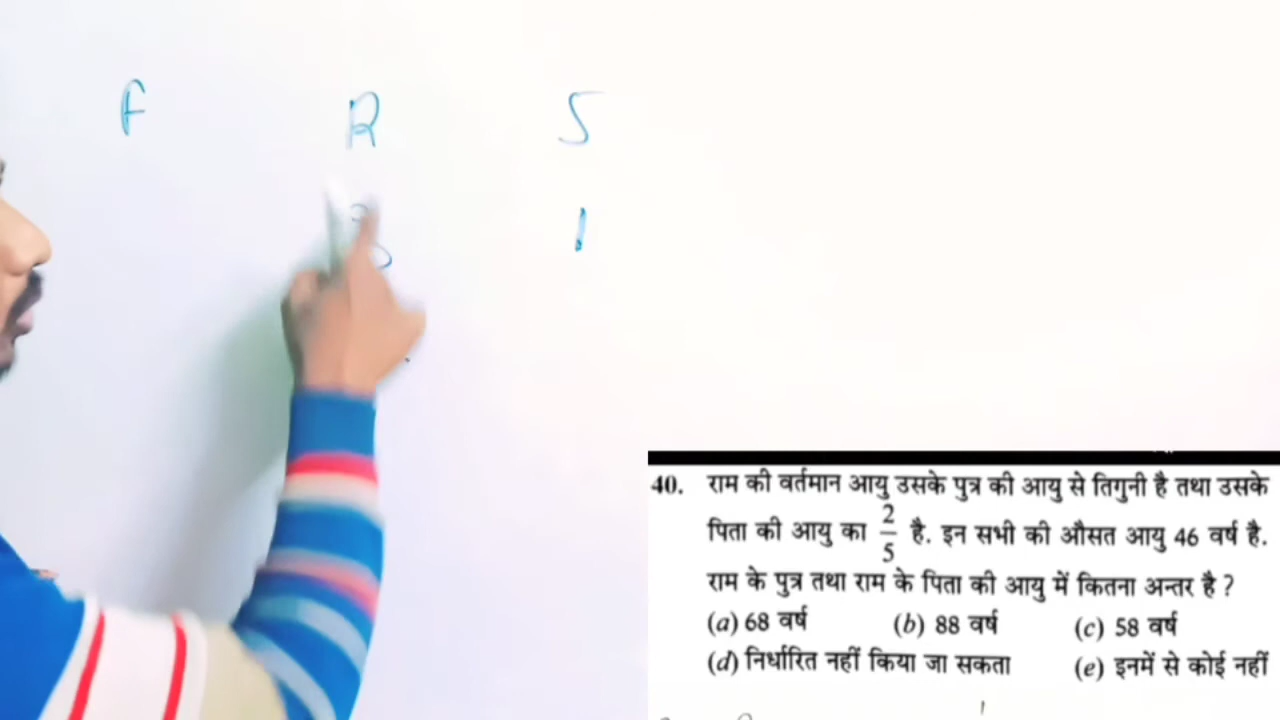 F R S
3 1
40. राम की वर्तमान आयु उसके पुत्र की आयु से तिगुनी है तथा उसके
पिता की आयु का 2/5 है. इन सभी की औसत आयु 46 वर्ष है.
राम के पुत्र तथा राम के पिता की आयु में कितना अन्तर है ?
(a) 68 वर्ष (b) 88 वर्ष (c) 58 वर्ष
(d) निर्धारित नहीं किया जा सकता (e) इनमें से कोई नहीं